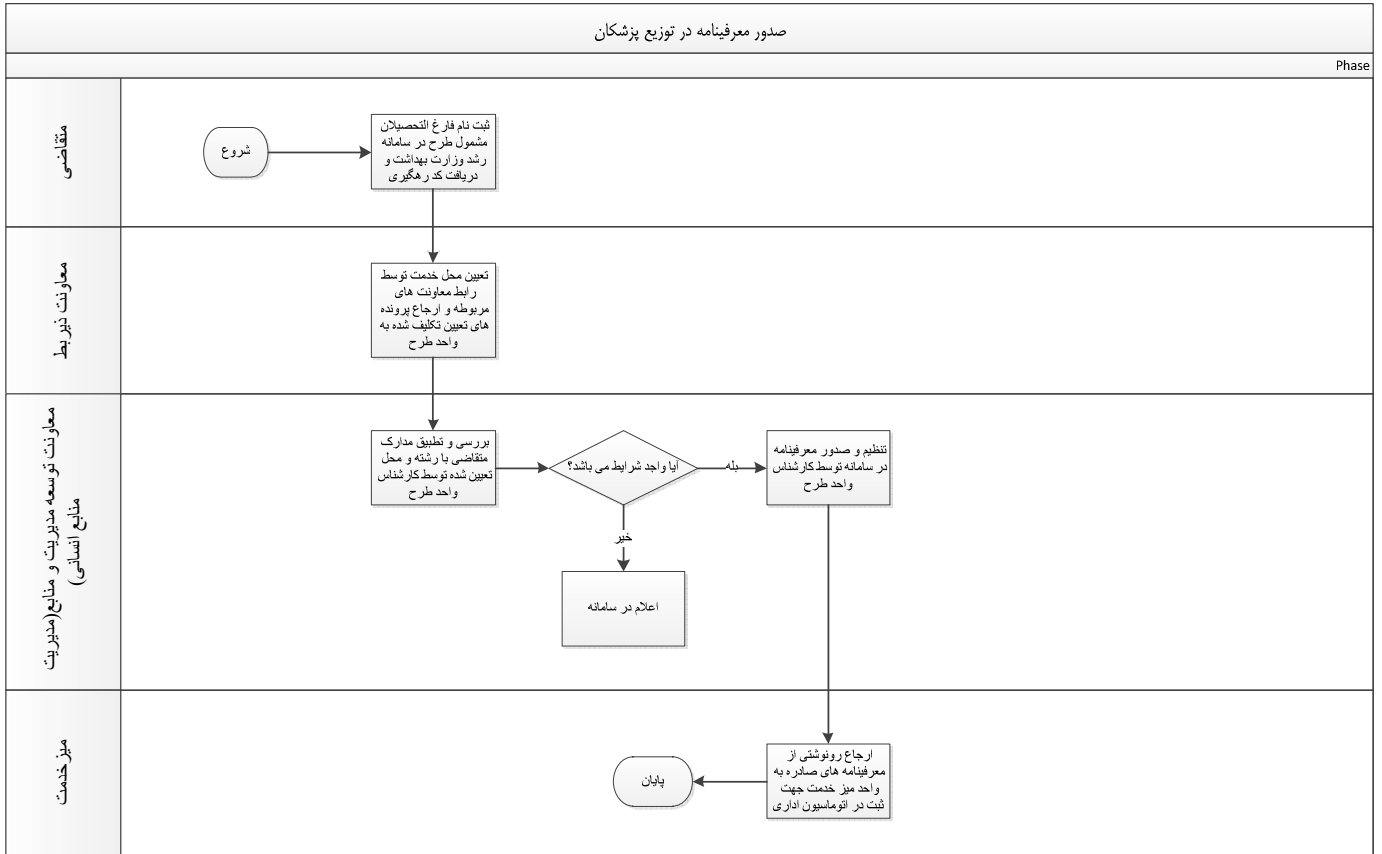 صدور معرفینامه در توزیع پزشکان
Phase
متقاضی
شروع
ثبت نام فارغ التحصیلان
مشمول طرح در سامانه
رشد وزارت بهداشت و
دریافت کد رهگیری
معاونت ذیربط
تعیین محل خدمت توسط
رابط معاونت های
مربوطه و ارجاع پرونده
های تعیین تکلیف شده به
واحد طرح
معاونت توسعه مدیریت و منابع(مدیریت
منابع انسانی)
بررسی و تطبیق مدارک
متقاضی با رشته و محل
تعیین شده توسط کارشناس
واحد طرح
آیا واجد شرایط می باشد؟
بله
تنظیم و صدور معرفینامه
در سامانه توسط کارشناس
واحد طرح
خیر
اعلام در سامانه
میز خدمت
ارجاع رونوشتی از
معرفینامه های صادره به
واحد میز خدمت جهت
ثبت در اتوماسیون اداری
پایان